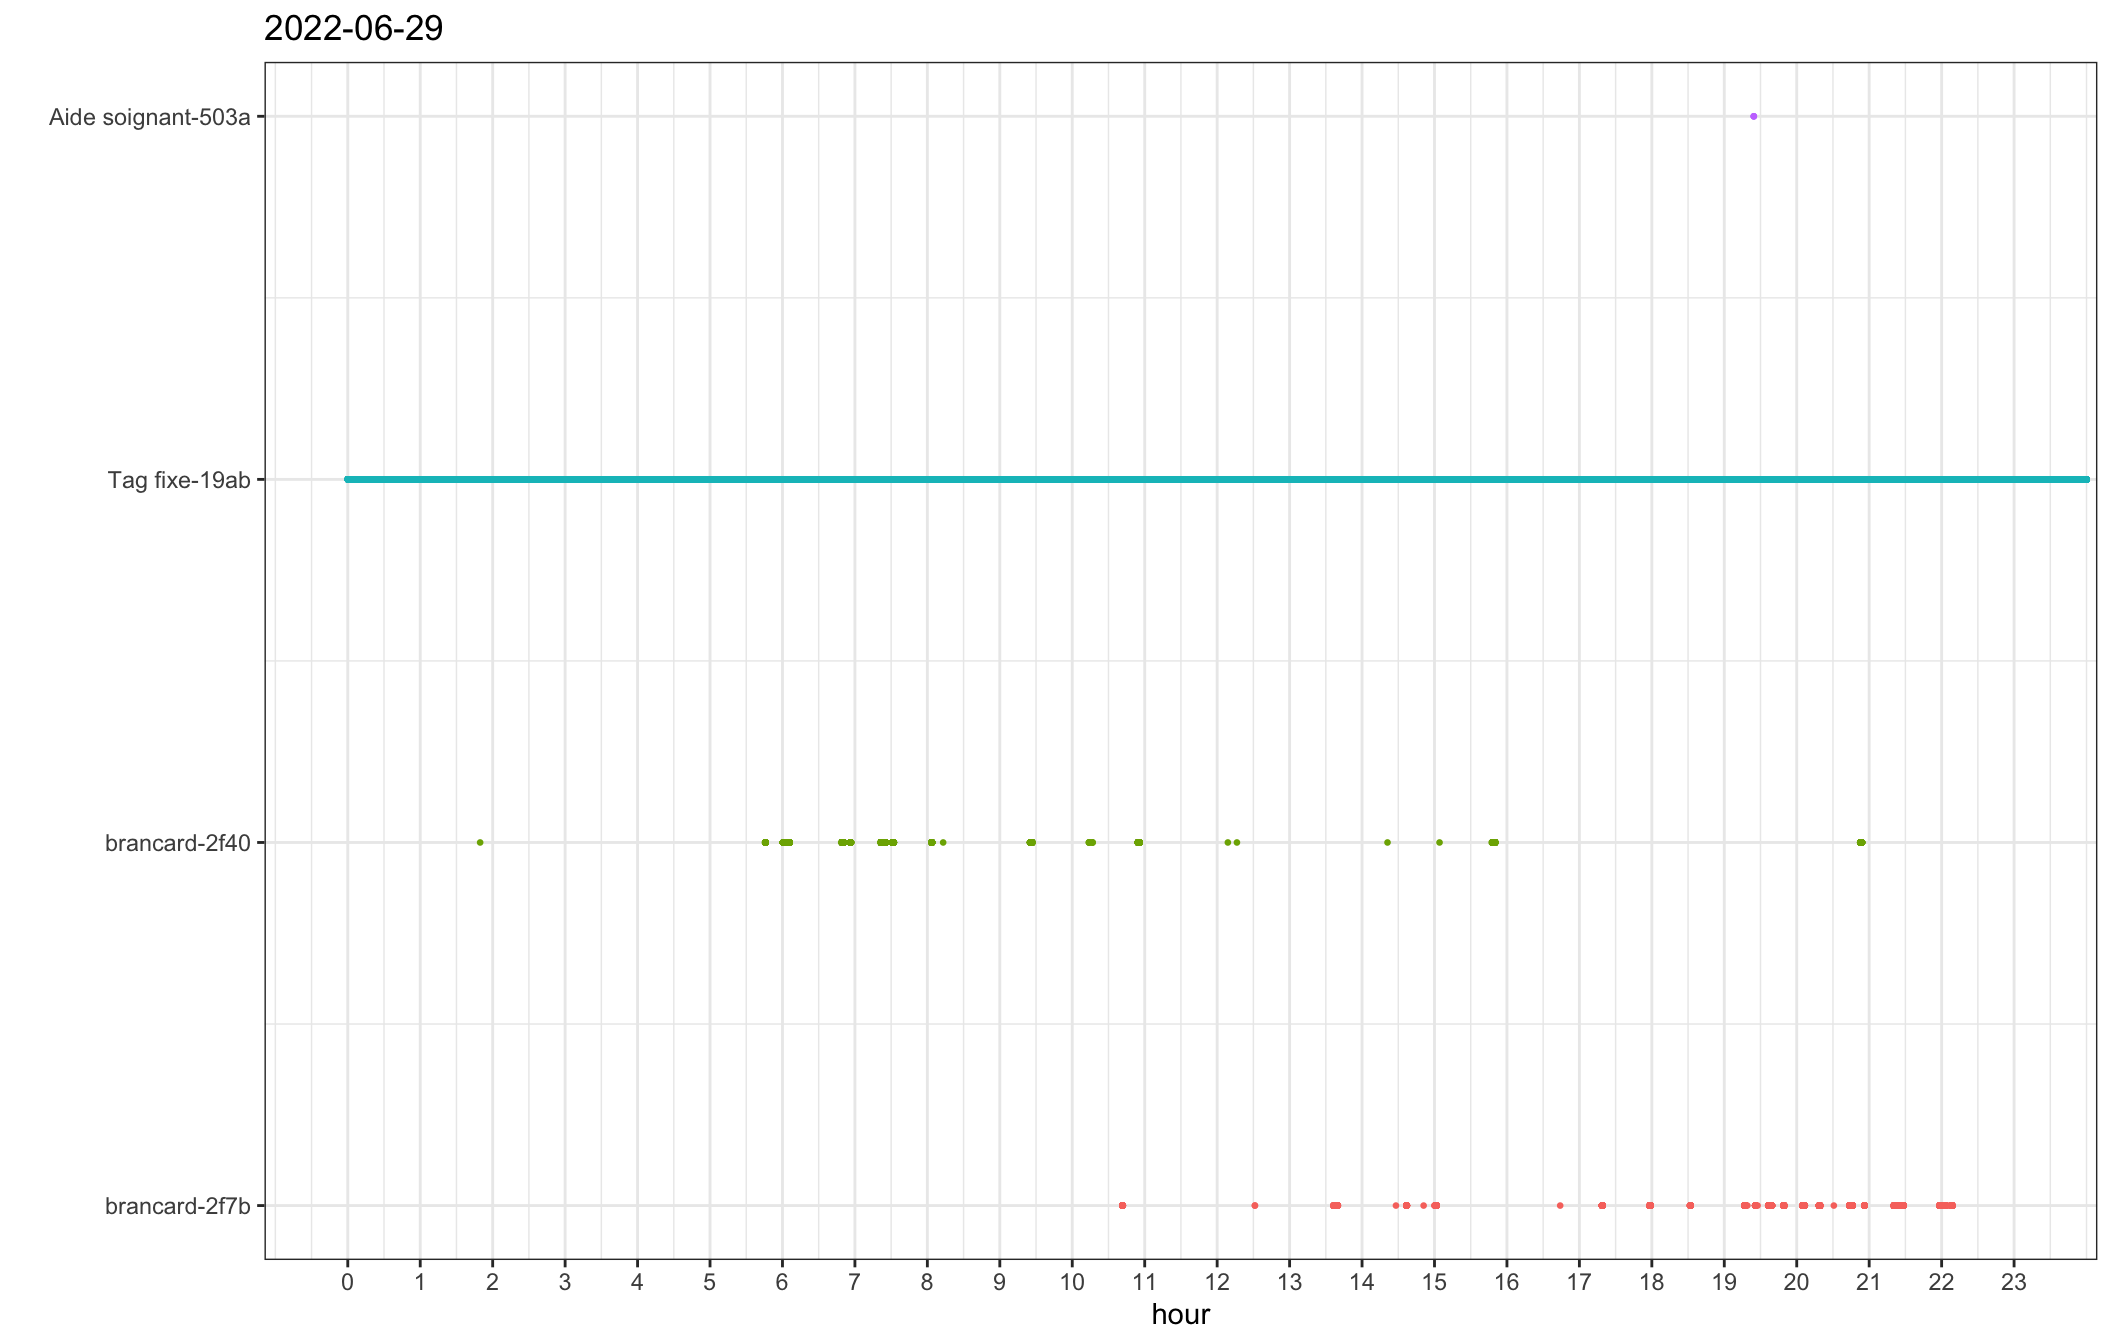 2022-06-29
Aide soignant-503a
Tag fixe-19ab
brancard-2f40
brancard-2f7b
0 1 2 3 4 5 6 7 8 9 10 11 12 13 14 15 16 17 18 19 20 21 22 23
hour